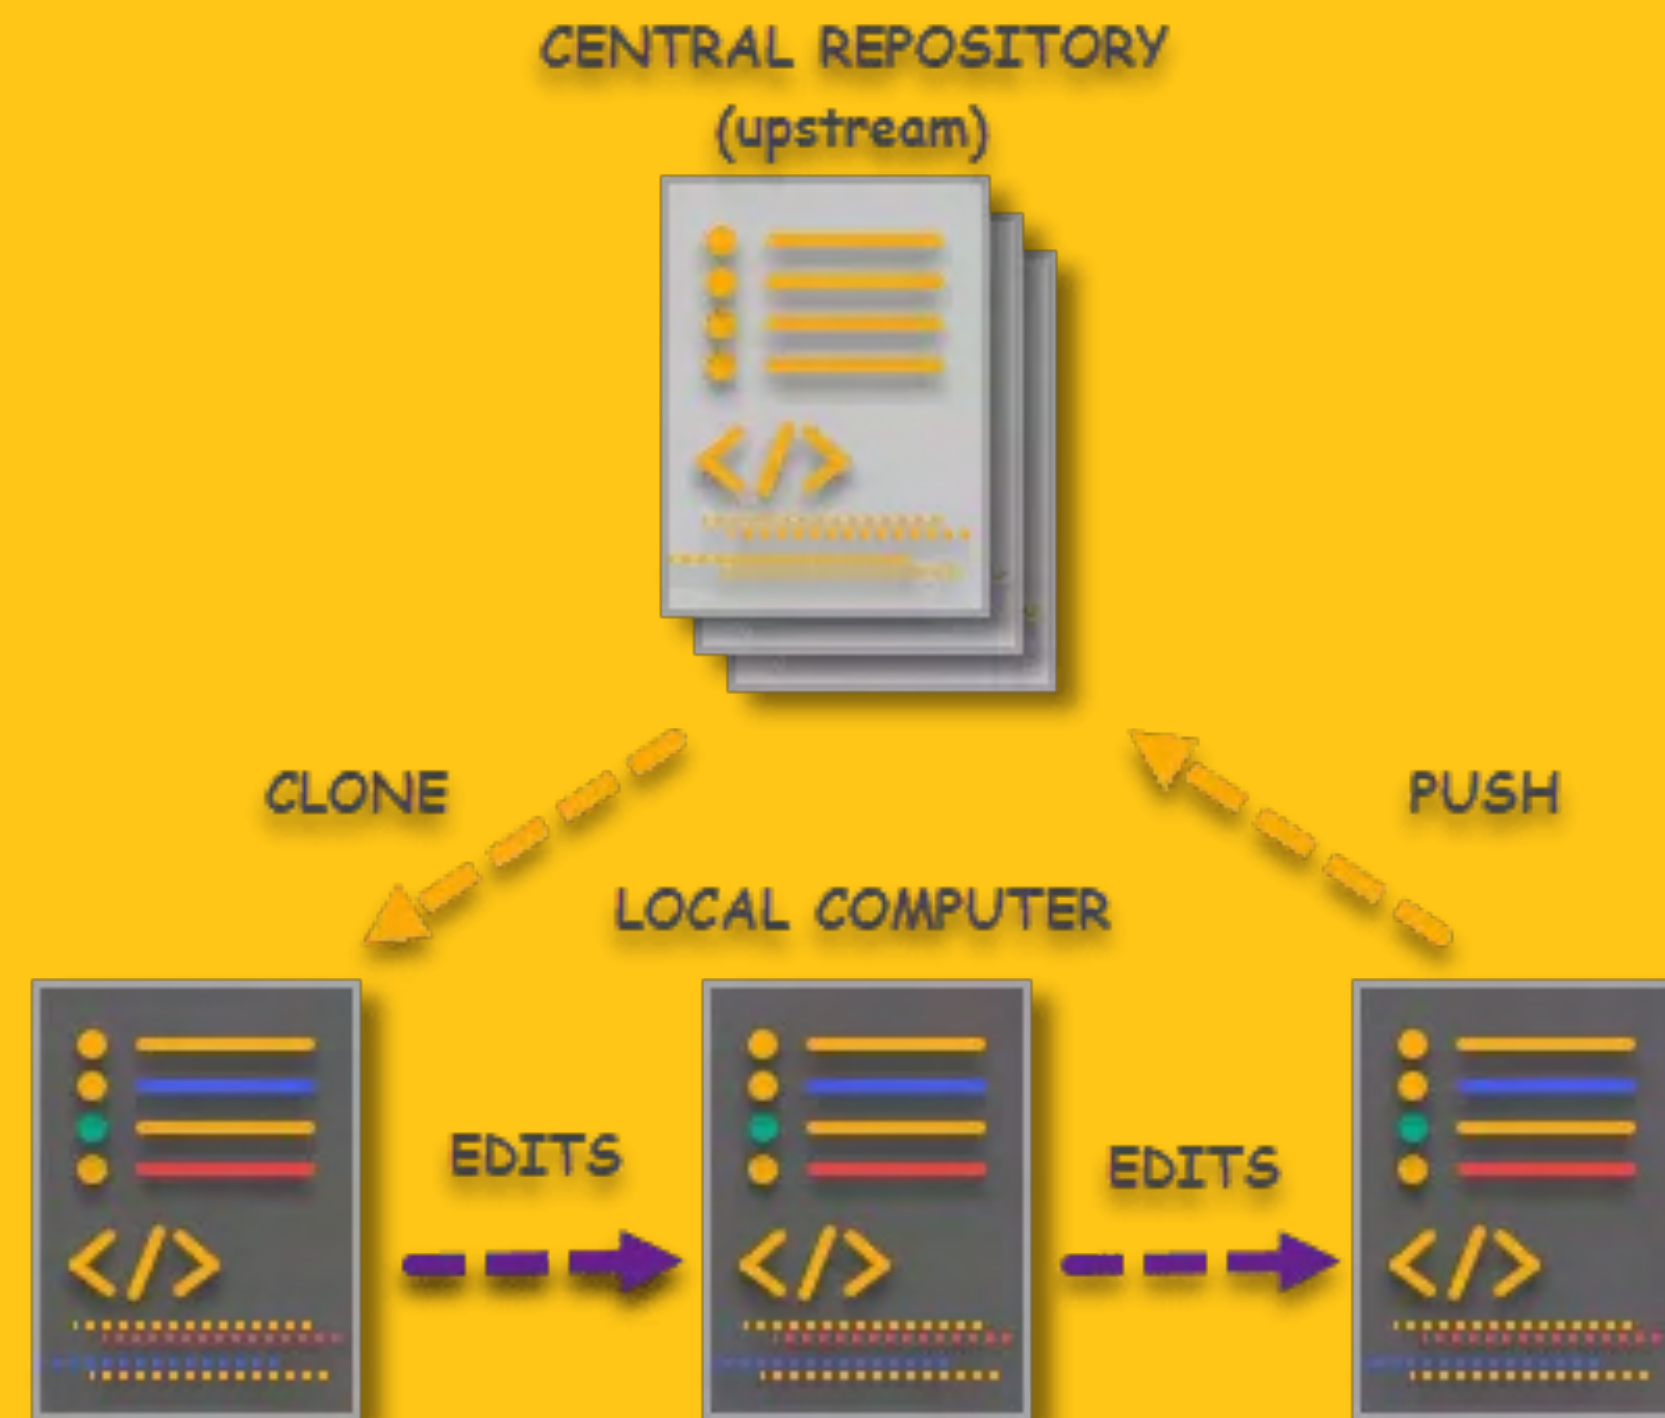 CENTRAL REPOSITORY
(upstream)
</>
CLONE
PUSH
LOCAL COMPUTER
EDITS
EDITS
</>
</>
</>